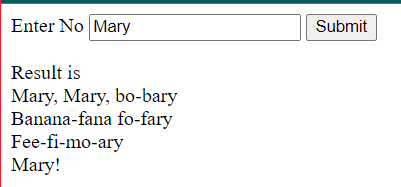 Enter No Mary Submit
Result is
Mary, Mary, bo-bary
Banana-fana fo-fary
Fee-fi-mo-ary
Mary!